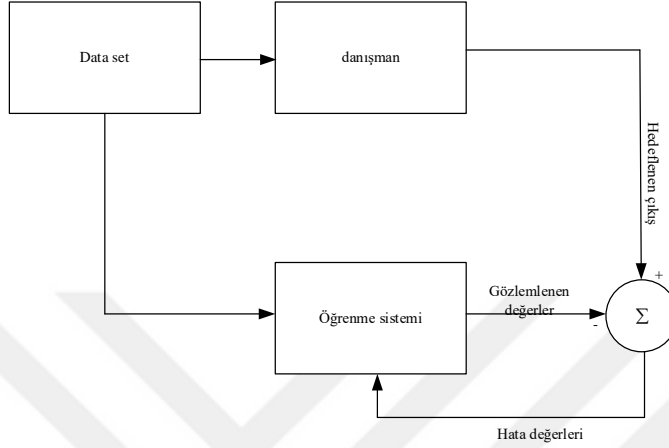 Data set
danışman
Hedeflenen çıkış
+
Gözlemlenen
değerler
-
Σ
Öğrenme sistemi
Hata değerleri